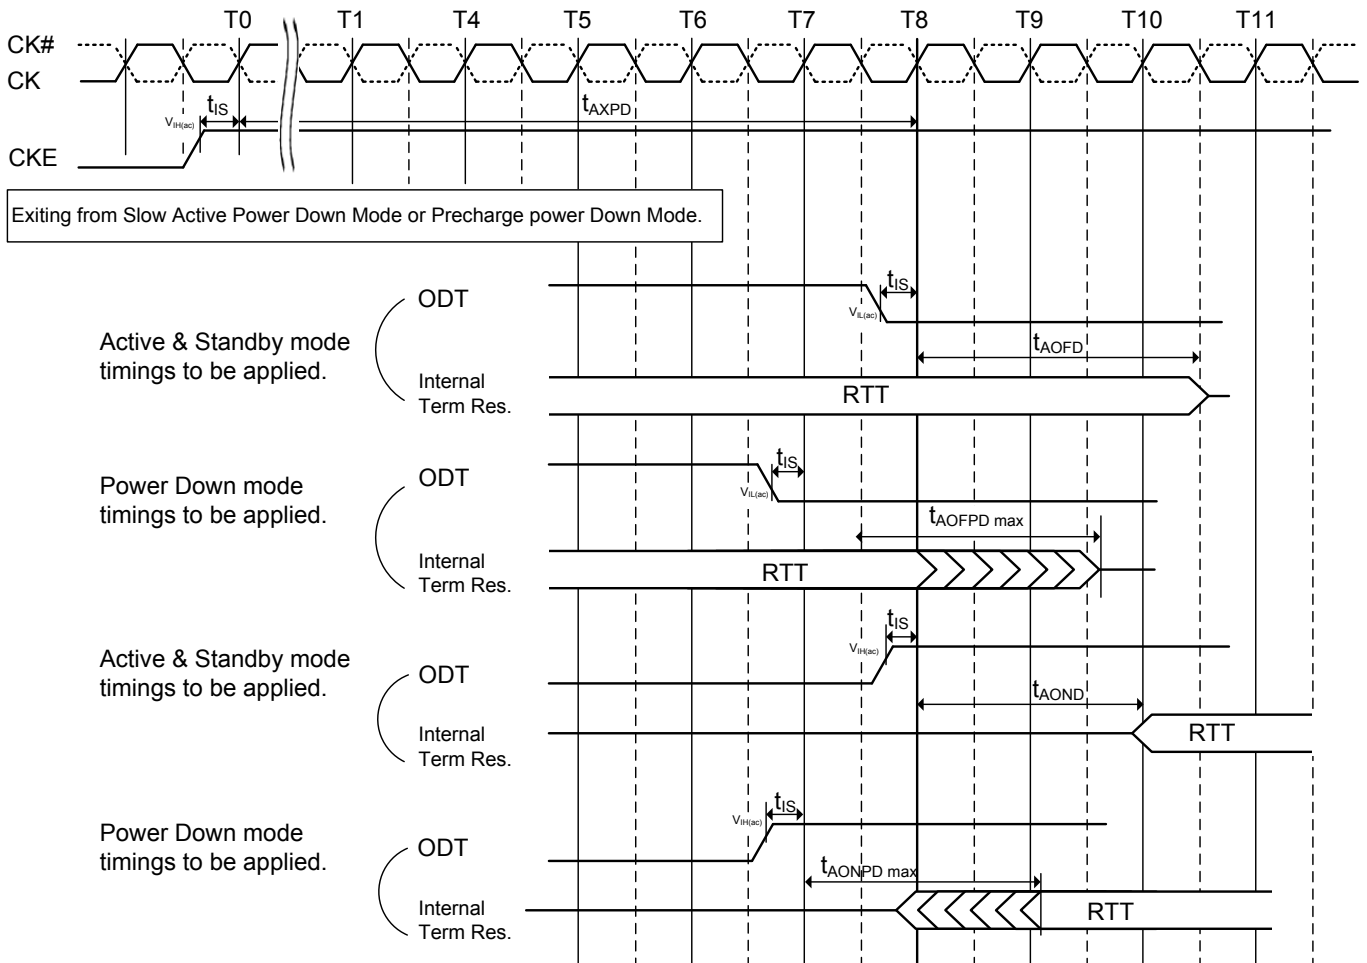 T0 T1 T4 T5 T6 T7 T8 T9 T10 T11
CK#
CK
tIS
tAXPD
VIH(ac)
CKE
Exiting from Slow Active Power Down Mode or Precharge power Down Mode.
Active & Standby mode
timings to be applied.
ODT
tIS
VIL(ac)
tAOFD
Internal
Term Res.
RTT
Power Down mode
timings to be applied.
ODT
tIS
VIL(ac)
tAOFPD max
Internal
Term Res.
RTT
Active & Standby mode
timings to be applied.
ODT
tIS
VIH(ac)
tAOND
Internal
Term Res.
RTT
Power Down mode
timings to be applied.
ODT
tIS
VIH(ac)
tAONPD max
Internal
Term Res.
RTT